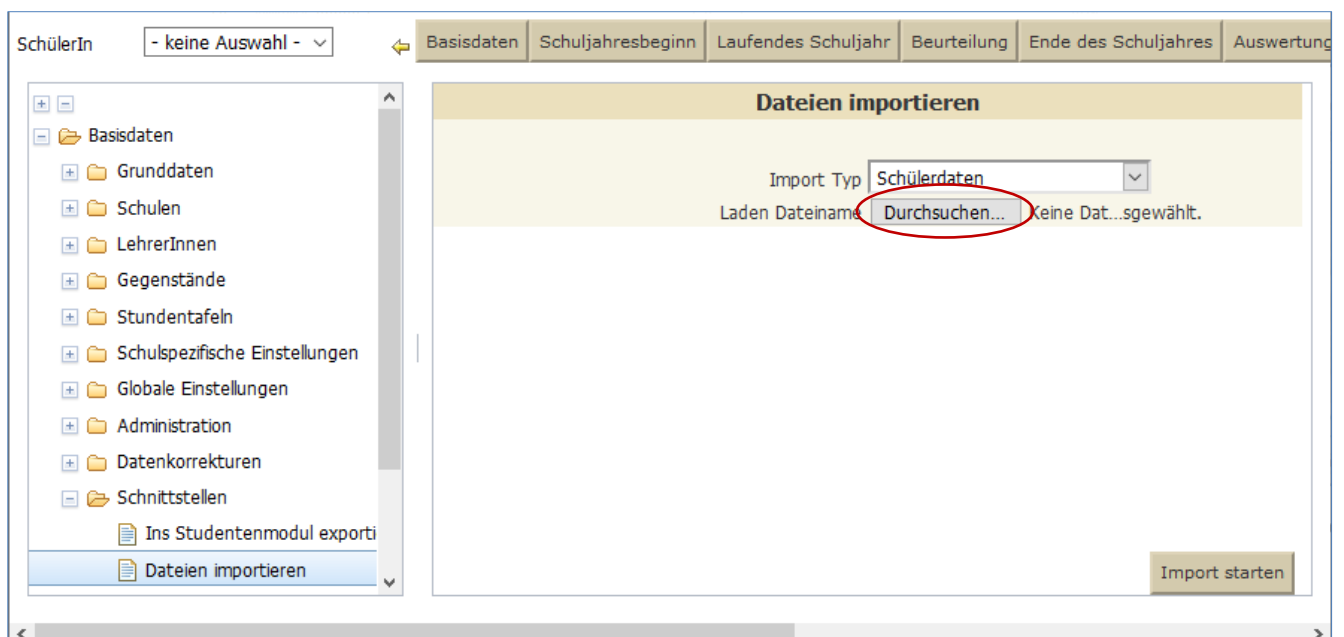 SchülerIn - keine Auswahl - Basisdaten Schuljahresbeginn Laufendes Schuljahr Beurteilung Ende des Schuljahres Auswertung
Dateien importieren
Basisdaten
Grunddaten
Schulen
LehrerInnen
Gegenstände
Stundentafeln
Schulspezifische Einstellungen
Globale Einstellungen
Administration
Datenkorrekturen
Schnittstellen
Ins Studentenmodul exporti
Dateien importieren
Import Typ Schülerdaten
Laden Dateiname Durchsuchen... Keine Dat...sgewählt.
Import starten